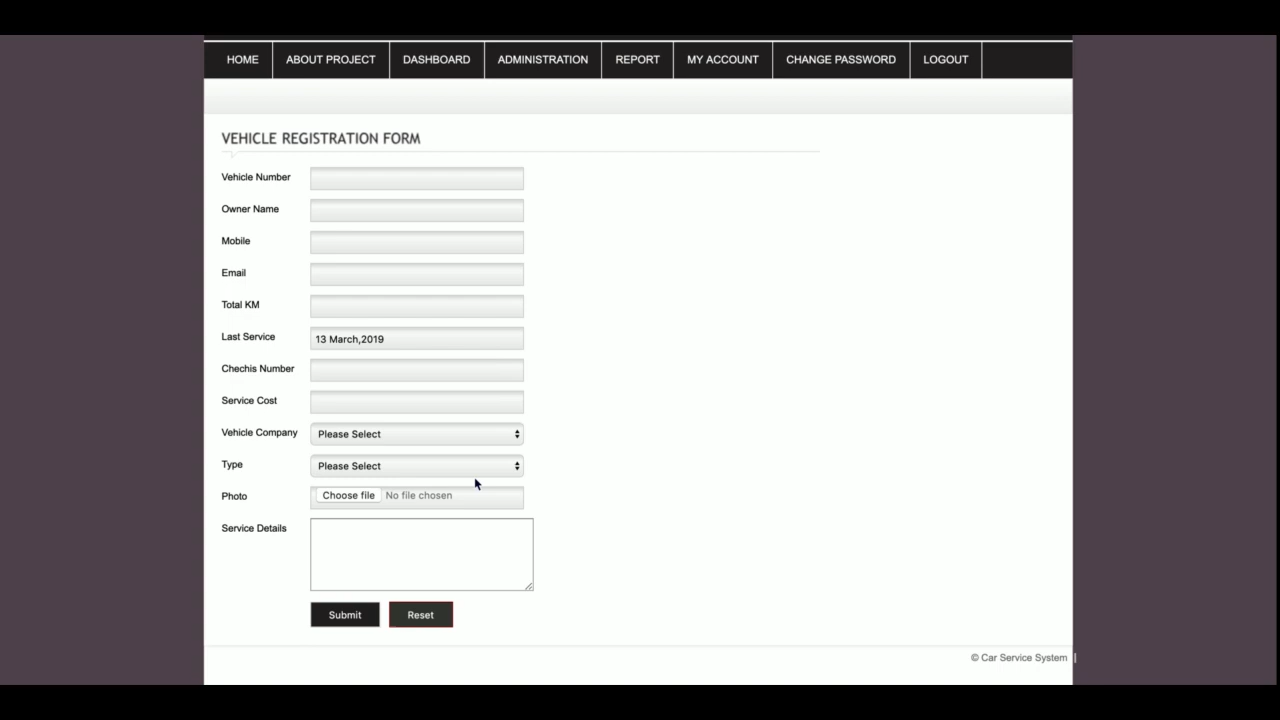 HOME ABOUT PROJECT DASHBOARD ADMINISTRATION REPORT MY ACCOUNT CHANGE PASSWORD LOGOUT
VEHICLE REGISTRATION FORM
Vehicle Number
Owner Name
Mobile
Email
Total KM
Last Service 13 March,2019
Chechis Number
Service Cost
Vehicle Company Please Select
Type Please Select
Photo Choose file No file chosen
Service Details
Submit Reset
© Car Service System |